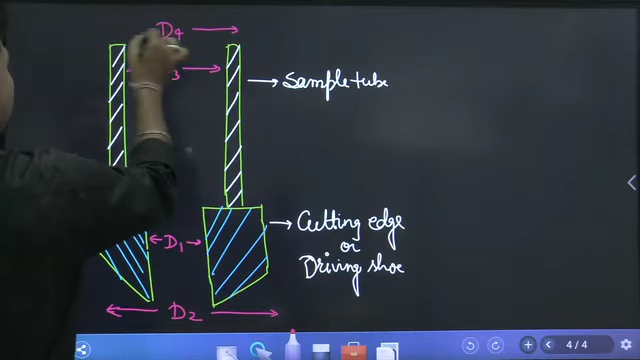 D4
3
Sample tube
D1
Cutting edge
or
Driving shoe
D2
4/4